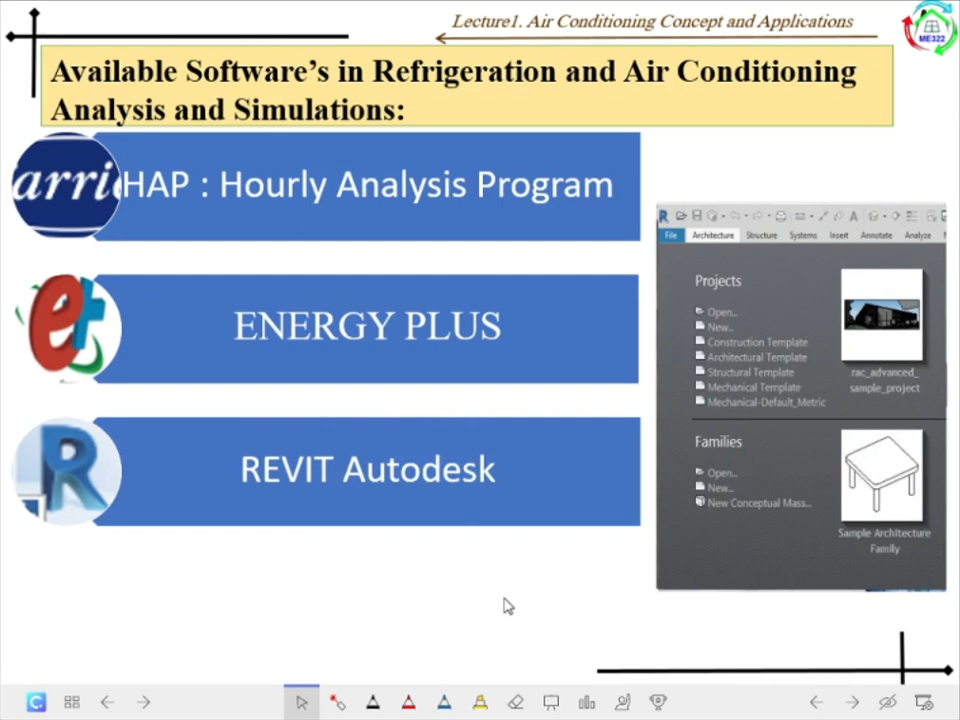 Lecture1. Air Conditioning Concept and Applications
ME322
Available Software's in Refrigeration and Air Conditioning
Analysis and Simulations:
arri
HAP : Hourly Analysis Program
et
ENERGY PLUS
R
REVIT Autodesk
R
A
File Architecture Structure Systems Insert Annotate Analyze
Projects
Open...
New...
Construction Template
Architectural Template
Structural Template
Mechanical Template
Mechanical-Default_Metric
rac_advanced_
sample_project
Families
Open...
New...
New Conceptual Mass...
Sample Architecture
Family
C